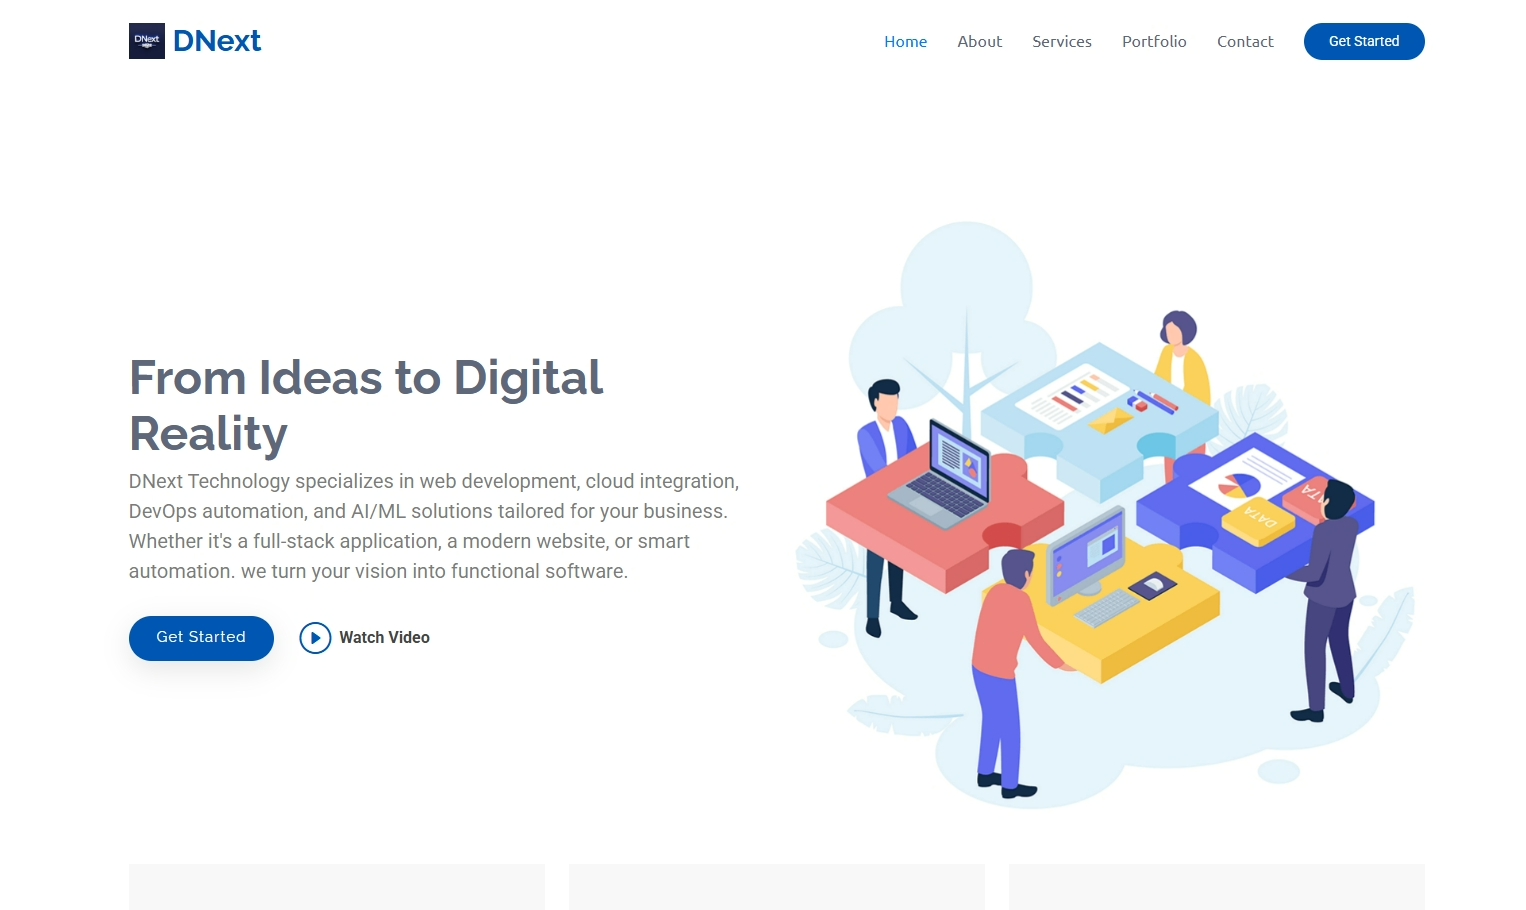 DNext
DNext
Home
About
Services
Portfolio
Contact
Get Started
From Ideas to Digital
Reality
DNext Technology specializes in web development, cloud integration,
DevOps automation, and AI/ML solutions tailored for your business.
Whether it's a full-stack application, a modern website, or smart
automation. we turn your vision into functional software.
Get Started
Watch Video
DATA
DATA